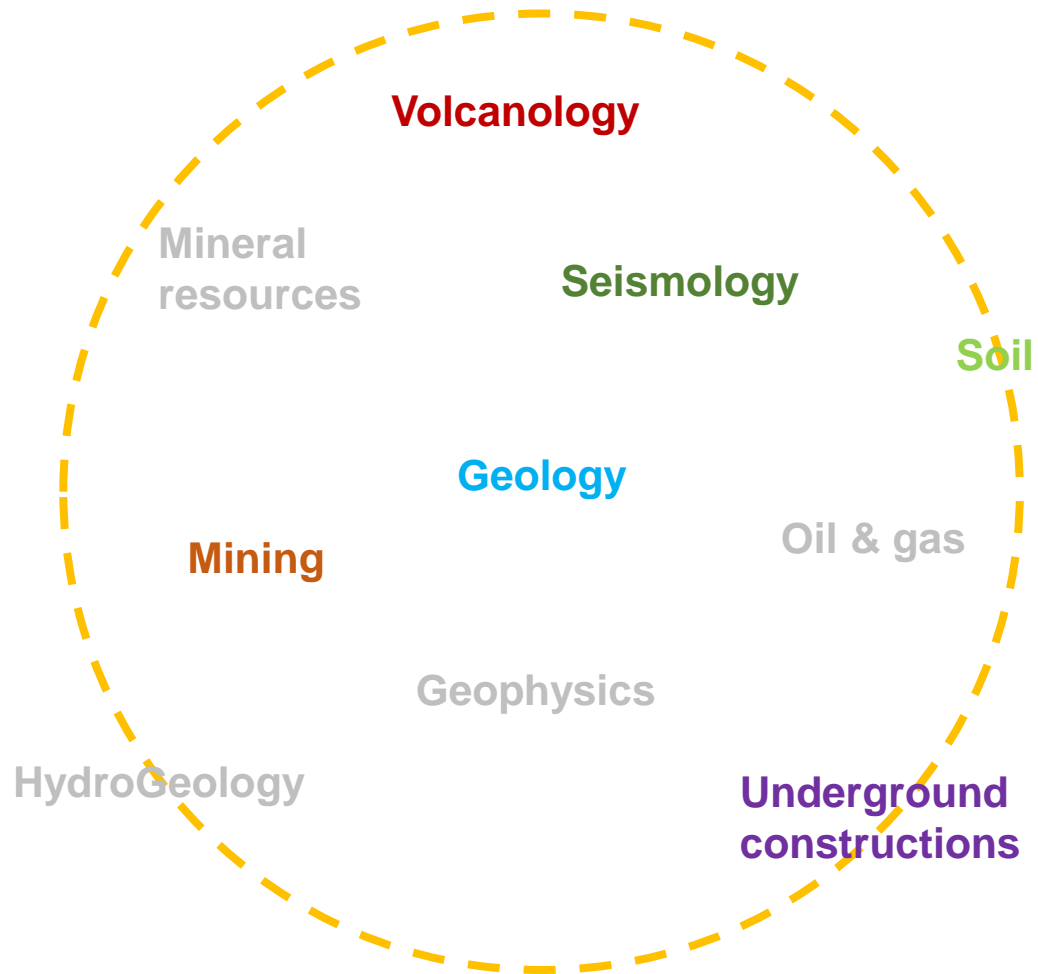 Volcanology
Mineral
resources
Seismology
Soil
Geology
Oil & gas
Mining
Geophysics
HydroGeology
Underground
constructions